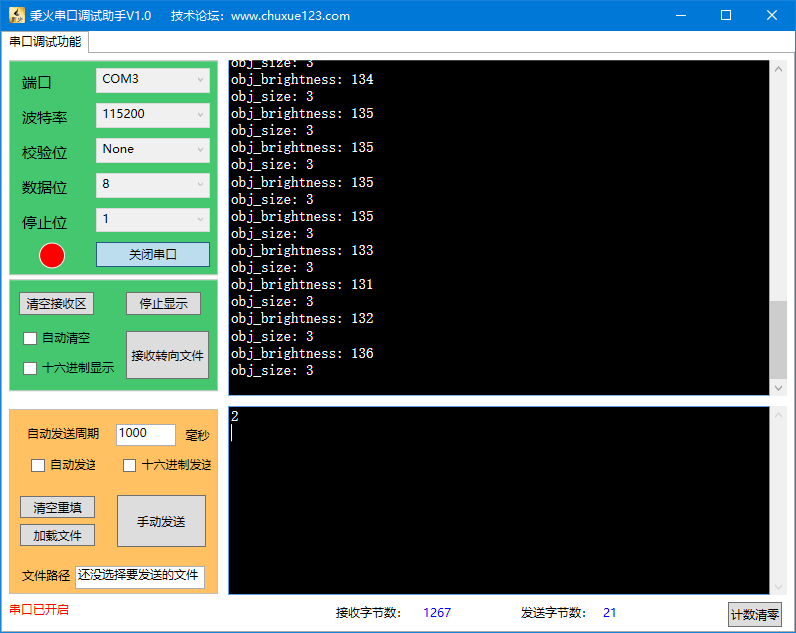 秉火串口调试助手V1.0 技术论坛：www.chuxue123.com
串口调试功能
端口 COM3
波特率 115200
校验位 None
数据位 8
停止位 1
关闭串口
清空接收区 停止显示
自动清空
十六进制显示
接收转向文件
自动发送周期 1000 毫秒
自动发送 十六进制发送
清空重填
加载文件
手动发送
文件路径 还没选择要发送的文件
串口已开启
obj_size: 3
obj_brightness: 134
obj_size: 3
obj_brightness: 135
obj_size: 3
obj_brightness: 135
obj_size: 3
obj_brightness: 135
obj_size: 3
obj_brightness: 135
obj_size: 3
obj_brightness: 133
obj_size: 3
obj_brightness: 131
obj_size: 3
obj_brightness: 132
obj_size: 3
obj_brightness: 136
obj_size: 3
2
接收字节数： 1267 发送字节数： 21 计数清零